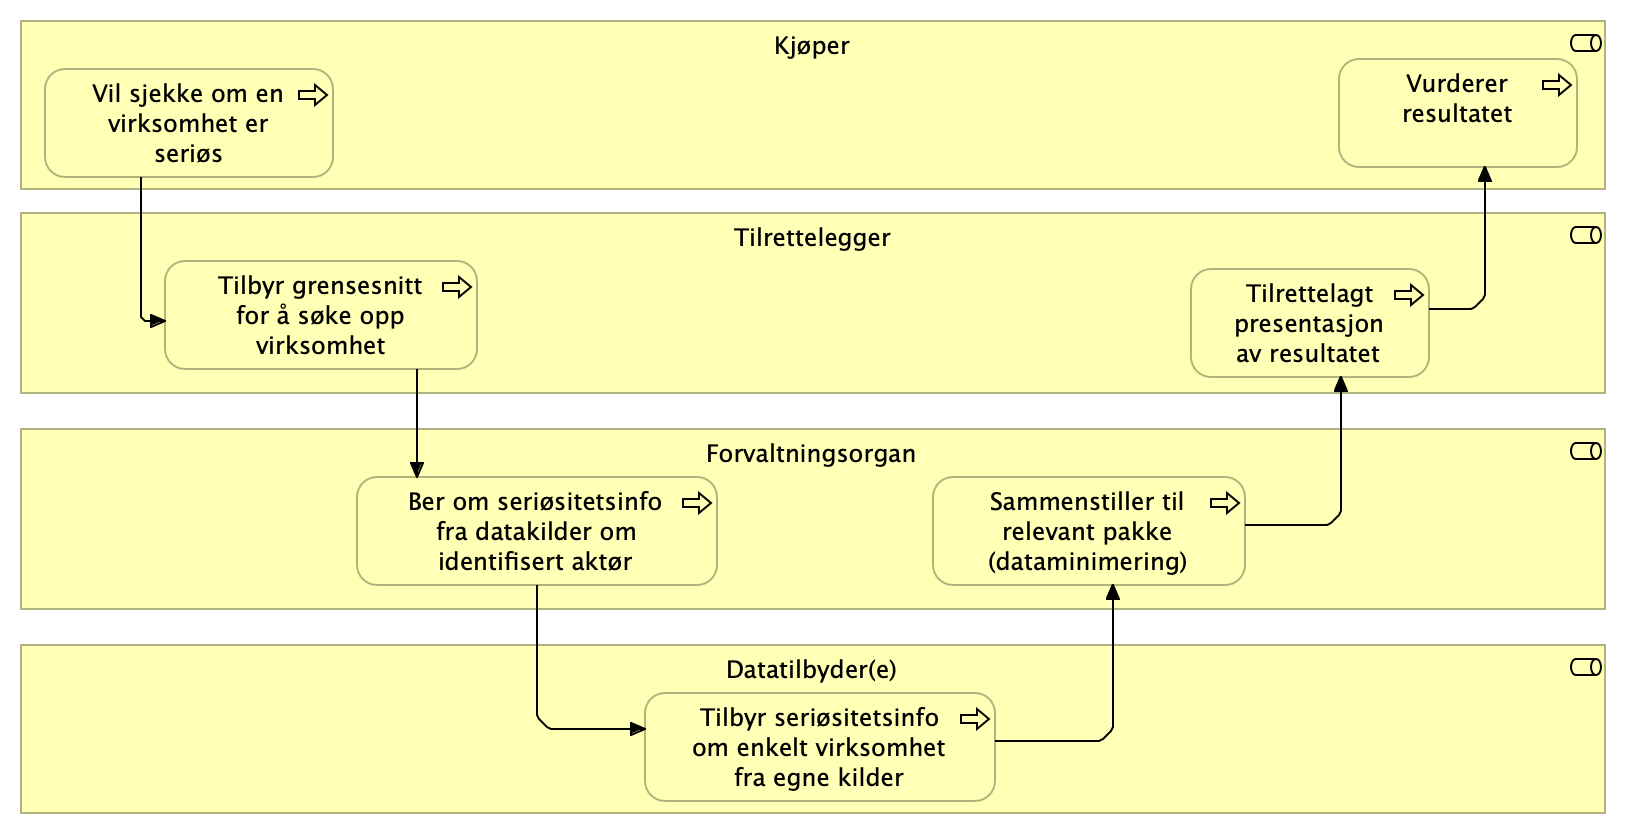 Kjøper
Vil sjekke om en
virksomhet er
seriøs
Vurderer
resultatet
Tilrettelegger
Tilbyr grensesnitt
for å søke opp
virksomhet
Tilrettelagt
presentasjon
av resultatet
Forvaltningsorgan
Ber om seriøsitetsinfo
fra datakilder om
identifisert aktør
Sammenstiller til
relevant pakke
(dataminimering)
Datatilbyder(e)
Tilbyr seriøsitetsinfo
om enkelt virksomhet
fra egne kilder